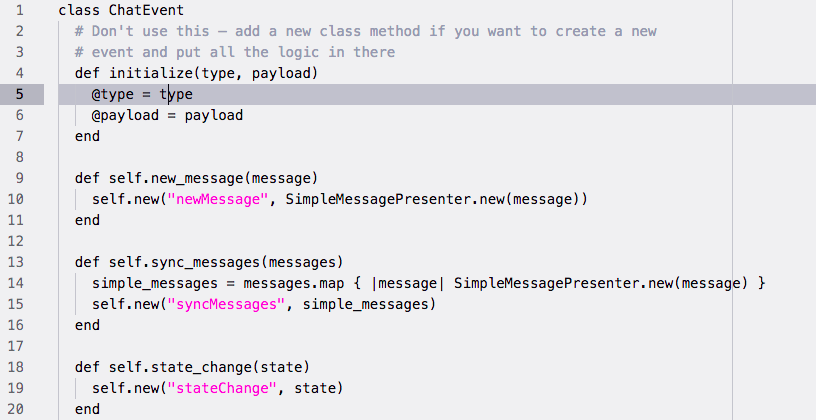 1 class ChatEvent
2 # Don't use this – add a new class method if you want to create a new
3 # event and put all the logic in there
4 def initialize(type, payload)
5 @type = type
6 @payload = payload
7 end
8
9 def self.new_message(message)
10 self.new("newMessage", SimpleMessagePresenter.new(message))
11 end
12
13 def self.sync_messages(messages)
14 simple_messages = messages.map { |message| SimpleMessagePresenter.new(message) }
15 self.new("syncMessages", simple_messages)
16 end
17
18 def self.state_change(state)
19 self.new("stateChange", state)
20 end